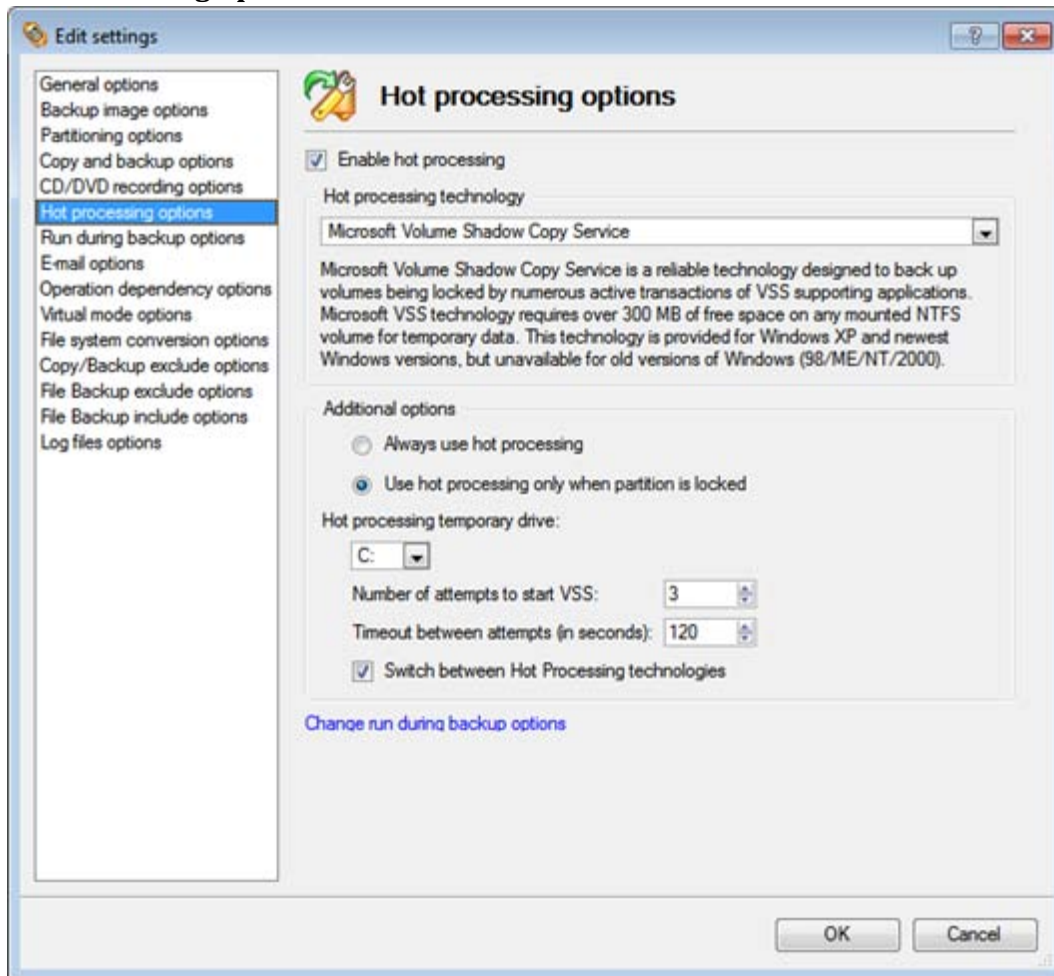 Edit settings
General options
Backup image options
Partitioning options
Copy and backup options
CD/DVD recording options
Hot processing options
Run during backup options
E-mail options
Operation dependency options
Virtual mode options
File system conversion options
Copy/Backup exclude options
File Backup exclude options
File Backup include options
Log files options
Hot processing options
Enable hot processing
Hot processing technology
Microsoft Volume Shadow Copy Service
Microsoft Volume Shadow Copy Service is a reliable technology designed to back up
volumes being locked by numerous active transactions of VSS supporting applications.
Microsoft VSS technology requires over 300 MB of free space on any mounted NTFS
volume for temporary data. This technology is provided for Windows XP and newest
Windows versions, but unavailable for old versions of Windows (98/ME/NT/2000).
Additional options
Always use hot processing
Use hot processing only when partition is locked
Hot processing temporary drive:
C:
Number of attempts to start VSS: 3
Timeout between attempts (in seconds): 120
Switch between Hot Processing technologies
Change run during backup options
OK Cancel